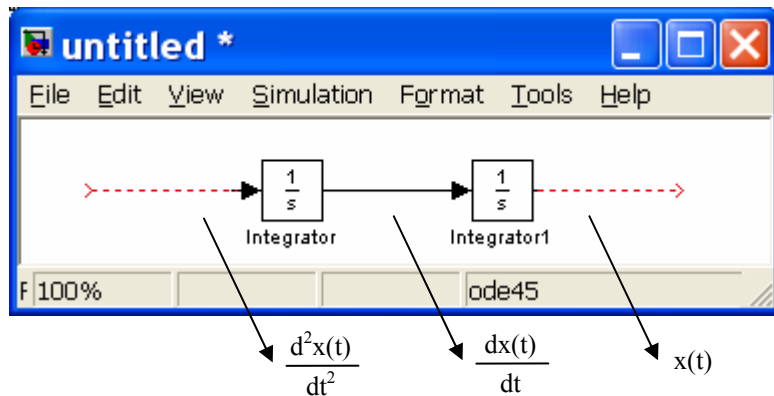 untitled *
File Edit View Simulation Format Tools Help
1 1
s s
Integrator Integrator1
F 100% ode45
d²x(t) dx(t) x(t)
dt² dt